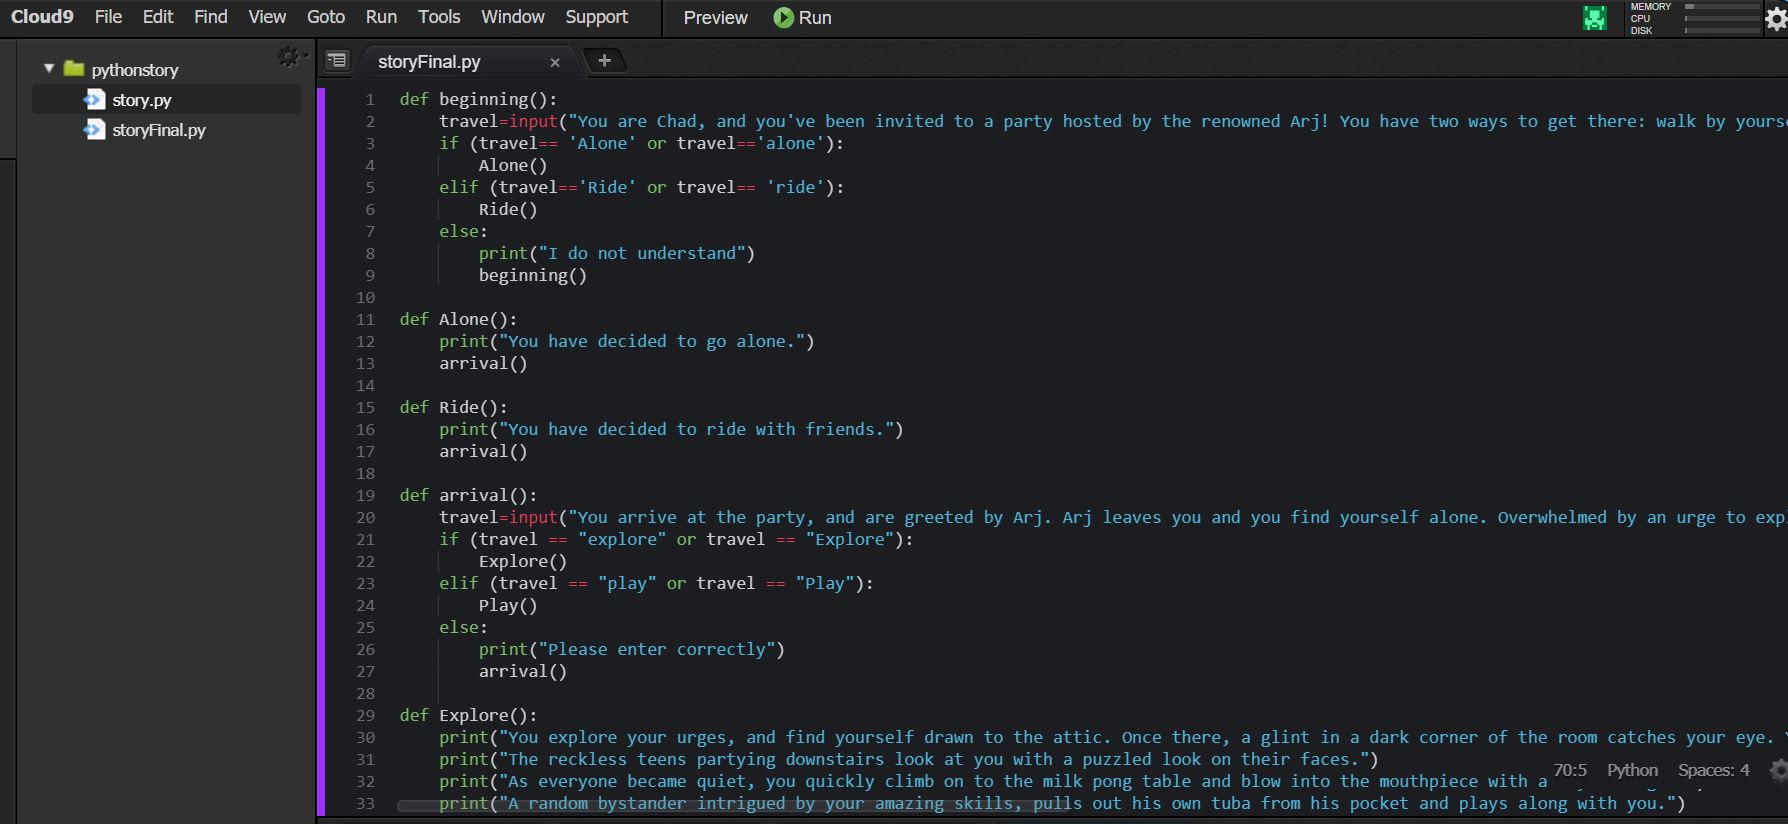 Cloud9 File Edit Find View Goto Run Tools Window Support Preview Run MEMORY
CPU
DISK
pythonstory
story.py
storyFinal.py
storyFinal.py × +
1 def beginning():
2 travel=input("You are Chad, and you've been invited to a party hosted by the renowned Arj! You have two ways to get there: walk by
3 if (travel== 'Alone' or travel=='alone'):
4 Alone()
5 elif (travel=='Ride' or travel== 'ride'):
6 Ride()
7 else:
8 print("I do not understand")
9 beginning()
10
11 def Alone():
12 print("You have decided to go alone.")
13 arrival()
14
15 def Ride():
16 print("You have decided to ride with friends.")
17 arrival()
18
19 def arrival():
20 travel=input("You arrive at the party, and are greeted by Arj. Arj leaves you and you find yourself alone. Overwhelmed by an urge to
21 if (travel == "explore" or travel == "Explore"):
22 Explore()
23 elif (travel == "play" or travel == "Play"):
24 Play()
25 else:
26 print("Please enter correctly")
27 arrival()
28
29 def Explore():
30 print("You explore your urges, and find yourself drawn to the attic. Once there, a glint in a dark corner of the room catches your eye.
31 print("The reckless teens partying downstairs look at you with a puzzled look on their faces.")
32 print("As everyone became quiet, you quickly climb on to the milk pong table and blow into the mouthpiece with a
33 print("A random bystander intrigued by your amazing skills, pulls out his own tuba from his pocket and plays along with you.")
70:5 Python Spaces: 4